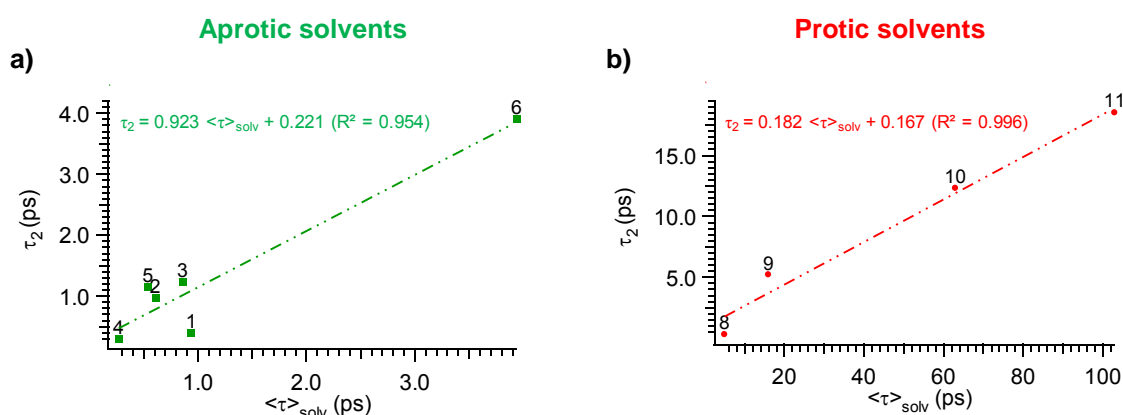 Aprotic solvents
a)
τ₂ = 0.923 <τ>solv + 0.221 (R² = 0.954)
4.0
3.0
2.0
1.0
τ₂ (ps)
6
5
2
3
4
1
1.0 2.0 3.0
<τ>solv (ps)
Protic solvents
b)
τ₂ = 0.182 <τ>solv + 0.167 (R² = 0.996)
15.0
10.0
5.0
τ₂ (ps)
11
10
9
8
20 40 60 80 100
<τ>solv (ps)